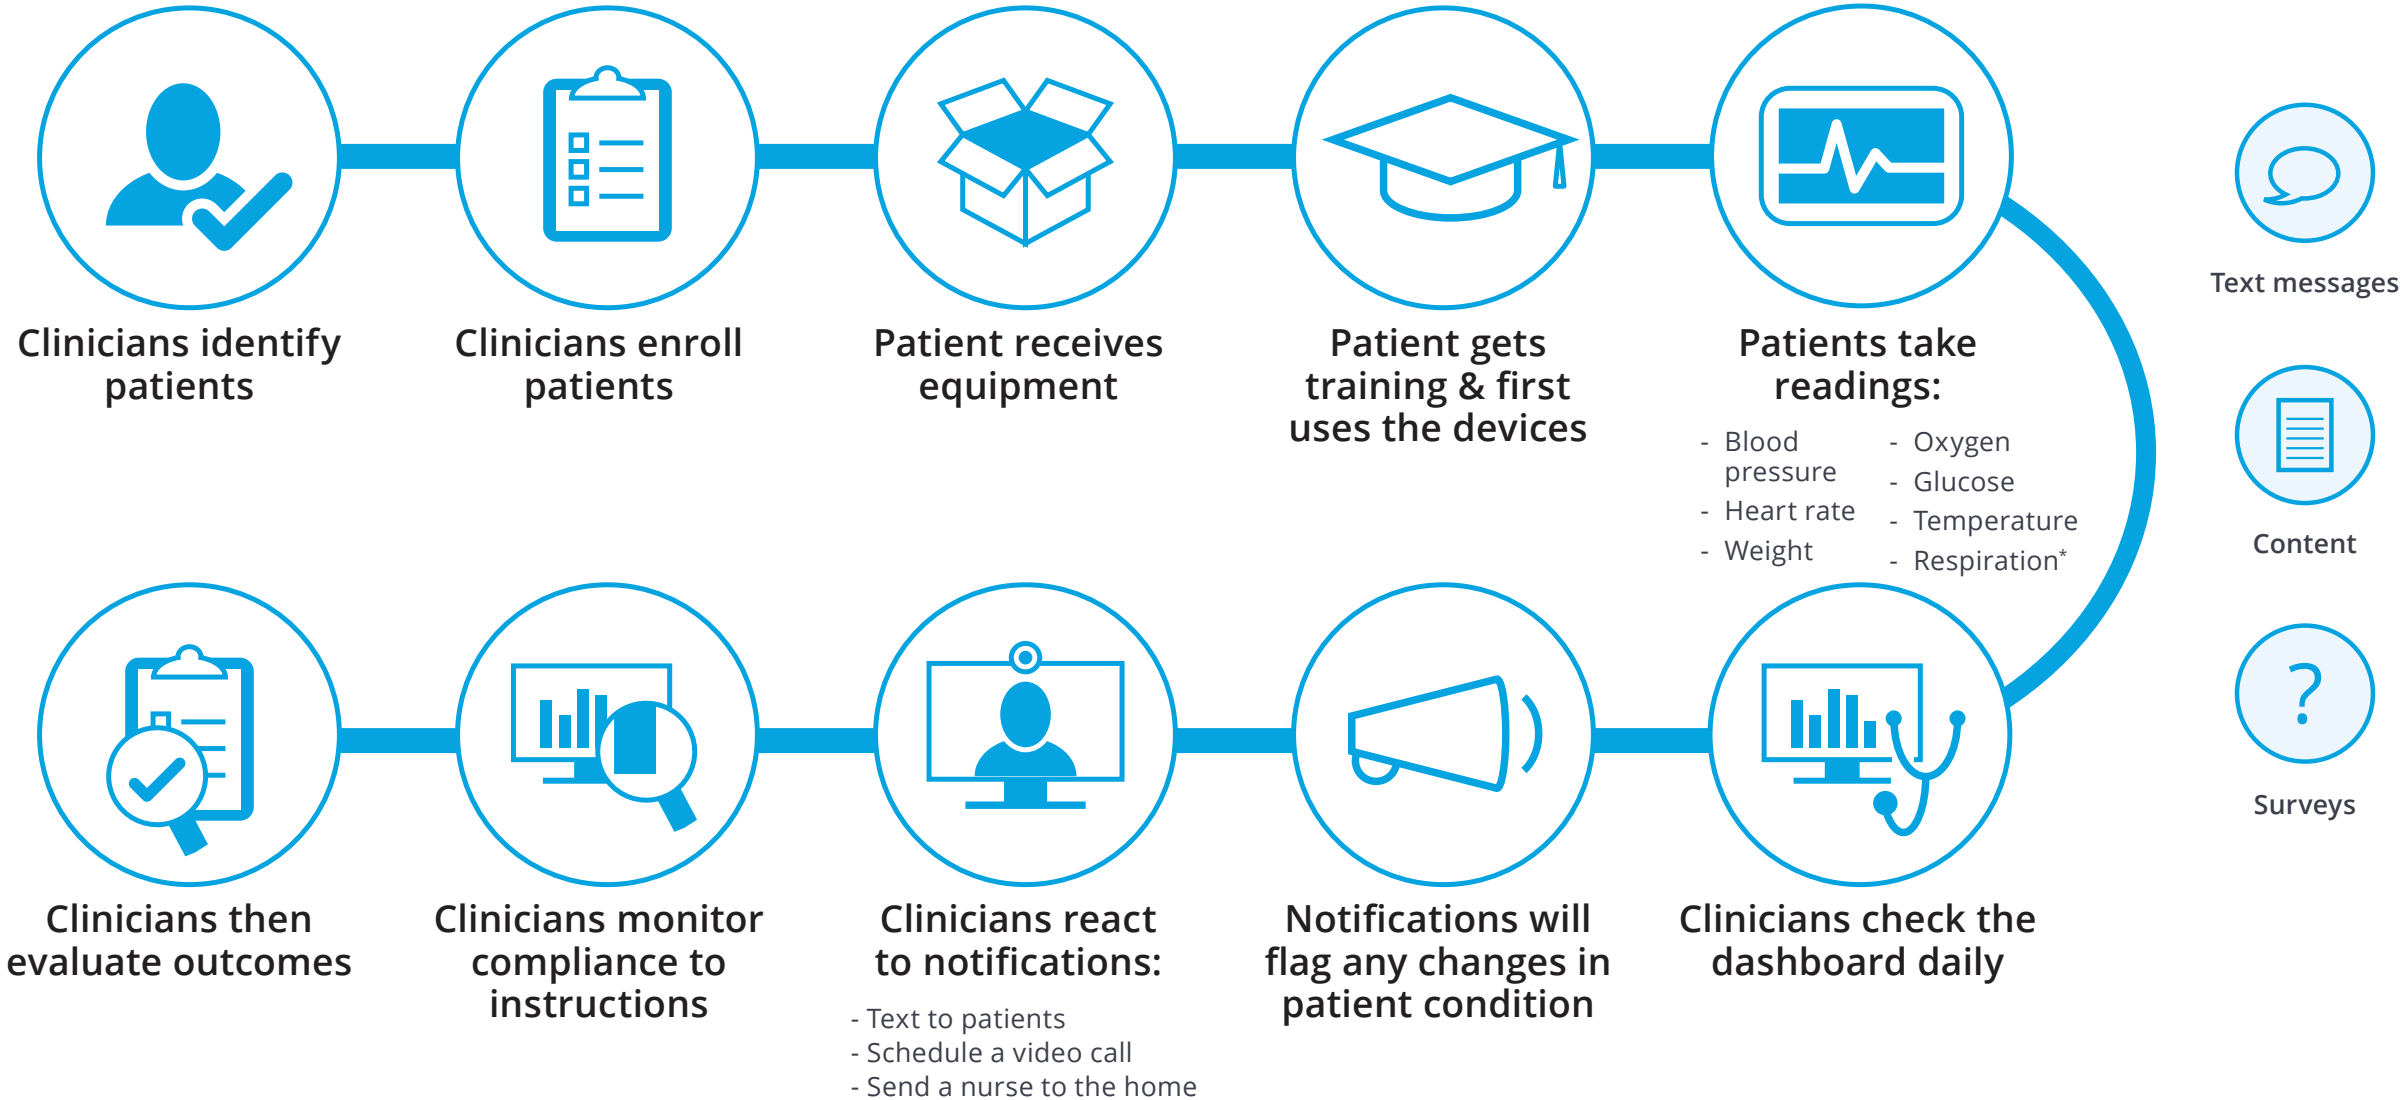 Clinicians identify
patients
Clinicians enroll
patients
Patient receives
equipment
Patient gets
training & first
uses the devices
Patients take
readings:
- Blood
pressure
- Heart rate
- Weight
- Oxygen
- Glucose
- Temperature
- Respiration*
Text messages
Content
?
Surveys
Clinicians then
evaluate outcomes
Clinicians monitor
compliance to
instructions
Clinicians react
to notifications:
- Text to patients
- Schedule a video call
- Send a nurse to the home
Notifications will
flag any changes in
patient condition
Clinicians check the
dashboard daily